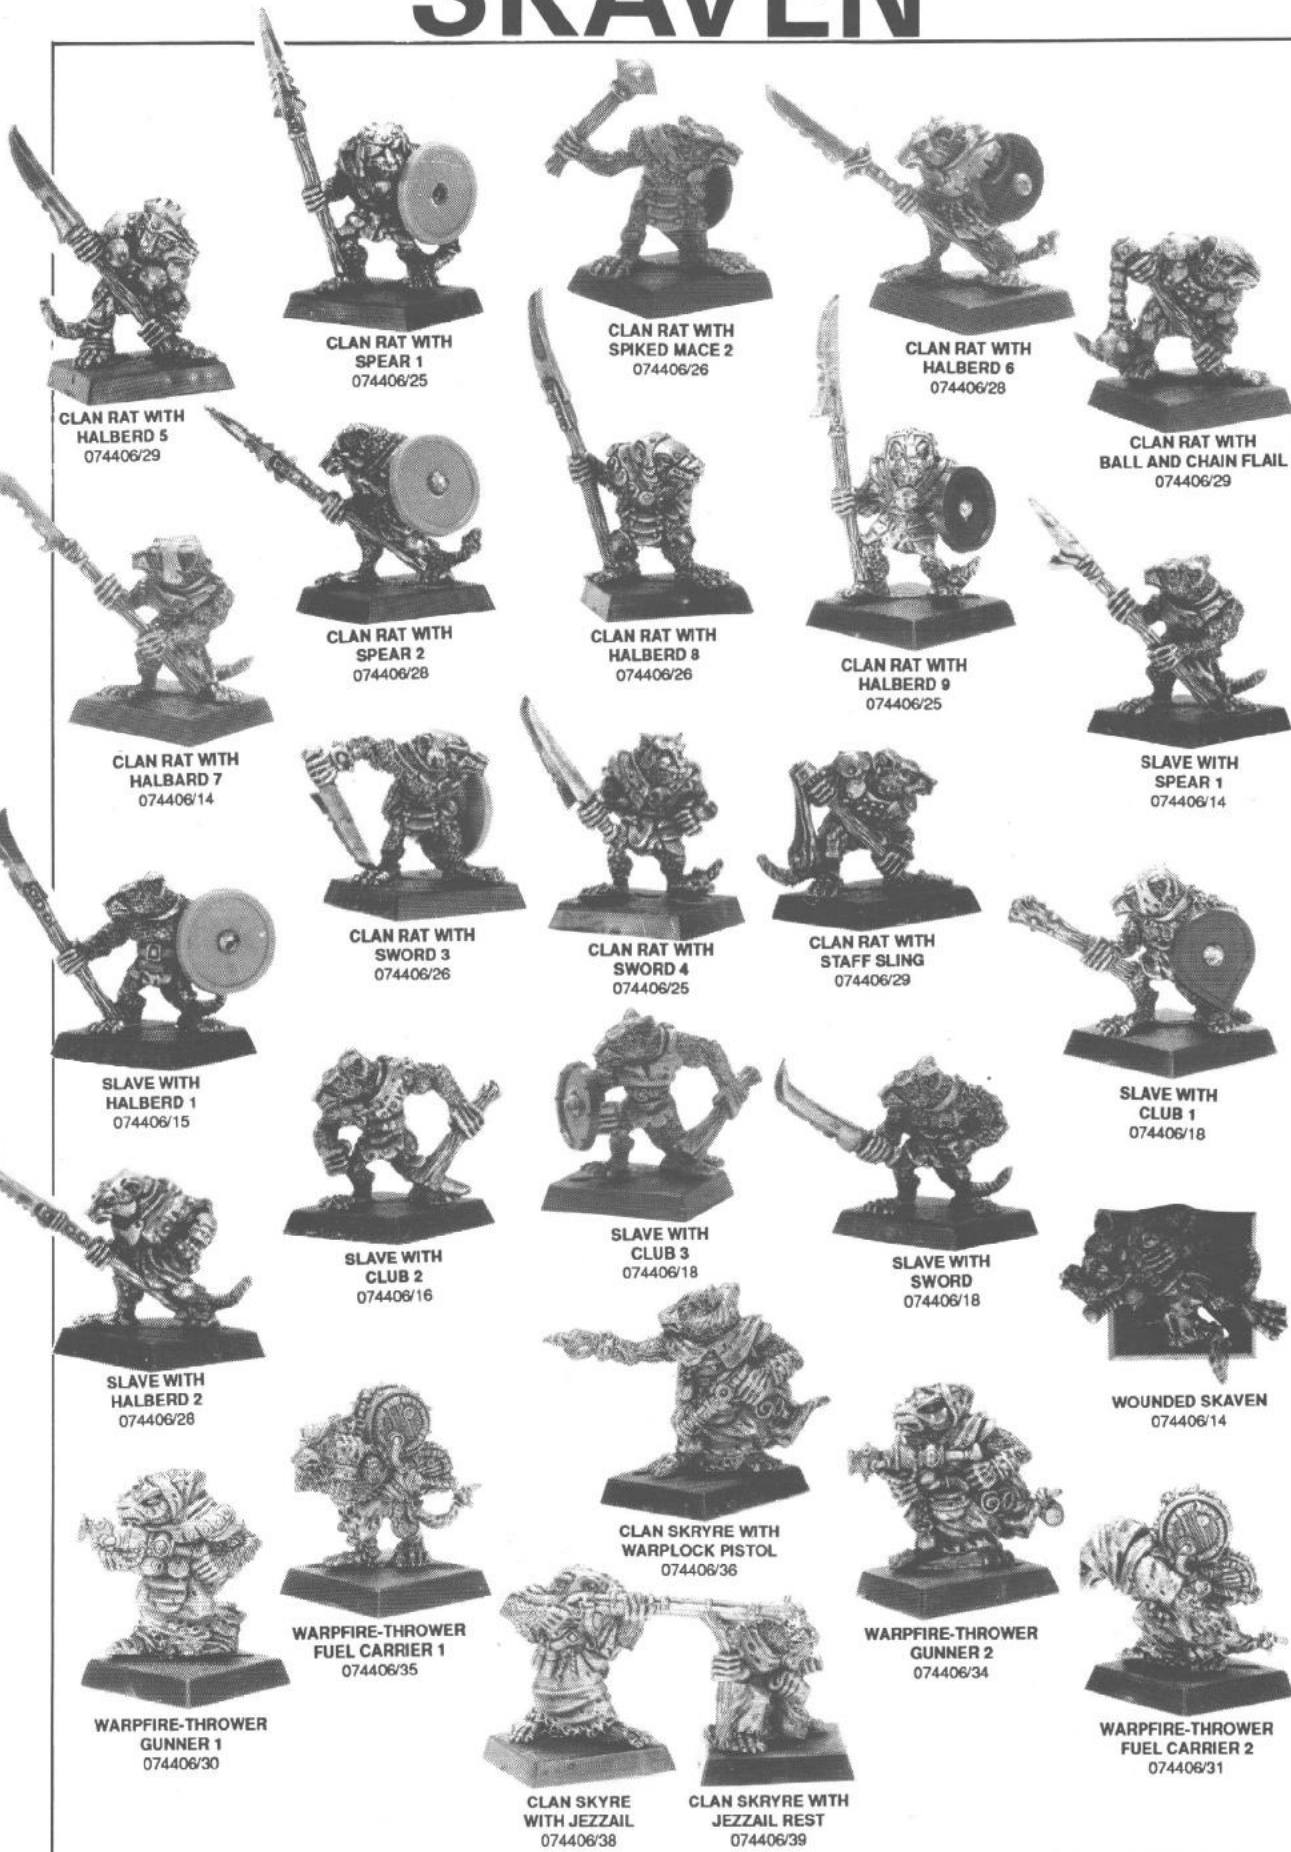 SKAVEN
CLAN RAT WITH
SPEAR 1
074406/25
CLAN RAT WITH
SPIKED MACE 2
074406/26
CLAN RAT WITH
HALBERD 6
074406/28
CLAN RAT WITH
HALBERD 5
074406/29
CLAN RAT WITH
BALL AND CHAIN FLAIL
074406/29
CLAN RAT WITH
SPEAR 2
074406/28
CLAN RAT WITH
HALBERD 8
074406/26
CLAN RAT WITH
HALBERD 9
074406/25
CLAN RAT WITH
HALBARD 7
074406/14
SLAVE WITH
SPEAR 1
074406/14
CLAN RAT WITH
SWORD 3
074406/26
CLAN RAT WITH
SWORD 4
074406/25
CLAN RAT WITH
STAFF SLING
074406/29
SLAVE WITH
HALBERD 1
074406/15
SLAVE WITH
CLUB 1
074406/18
SLAVE WITH
CLUB 2
074406/16
SLAVE WITH
CLUB 3
074406/18
SLAVE WITH
SWORD
074406/18
SLAVE WITH
HALBERD 2
074406/28
WOUNDED SKAVEN
074406/14
CLAN SKRYRE WITH
WARPLOCK PISTOL
074406/36
WARPFIRE-THROWER
FUEL CARRIER 1
074406/35
WARPFIRE-THROWER
GUNNER 2
074406/34
WARPFIRE-THROWER
GUNNER 1
074406/30
WARPFIRE-THROWER
FUEL CARRIER 2
074406/31
CLAN SKYRE
WITH JEZZAIL
074406/38
CLAN SKRYRE WITH
JEZZAIL REST
074406/39